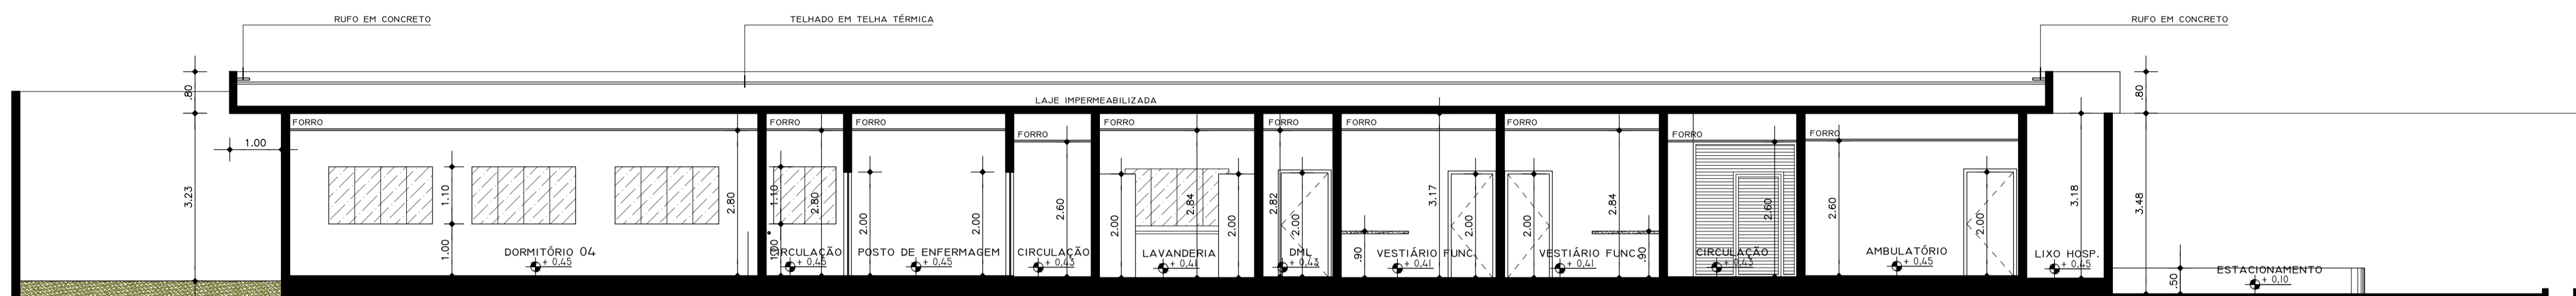 RUFO EM CONCRETO
TELHADO EM TELHA TÉRMICA
RUFO EM CONCRETO
.80
.80
LAJE IMPERMEABILIZADA
FORRO
FORRO
FORRO
FORRO
FORRO
FORRO
FORRO
FORRO
FORRO
FORRO
1.00
3.23
1.10
1.00
2.80
1.10
1.00
2.80
2.00
2.00
2.60
2.00
2.84
2.00
2.82
2.00
.90
3.17
2.00
2.00
2.84
.90
2.60
2.60
2.00
3.18
3.48
.50
DORMITÓRIO 04
+ 0,45
CIRCULAÇÃO
+ 0,45
POSTO DE ENFERMAGEM
+ 0,45
CIRCULAÇÃO
+ 0,43
LAVANDERIA
+ 0,41
DML
+ 0,43
VESTIÁRIO FUNC.
+ 0,41
VESTIÁRIO FUNC.
+ 0,41
CIRCULAÇÃO
AMBULATÓRIO
+ 0,45
LIXO HOSP.
+ 0,45
ESTACIONAMENTO
+ 0,10